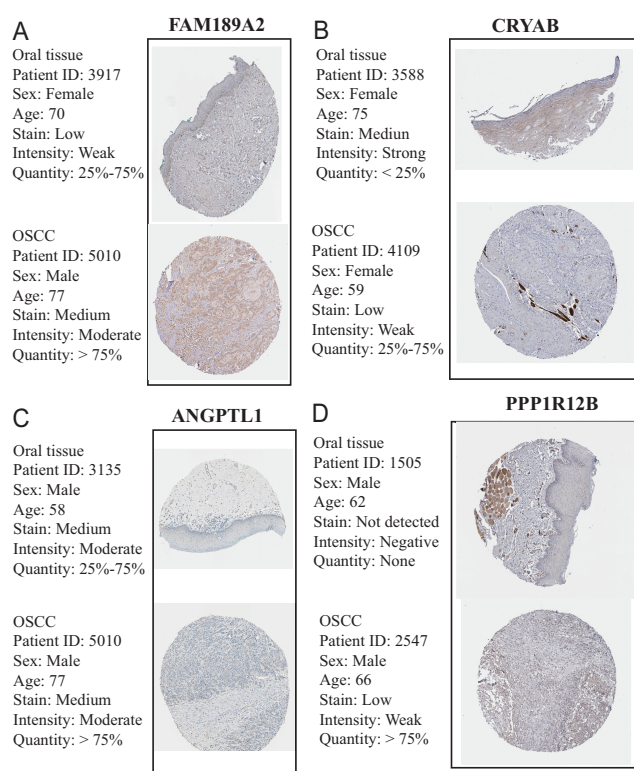 A
FAM189A2
Oral tissue
Patient ID: 3917
Sex: Female
Age: 70
Stain: Low
Intensity: Weak
Quantity: 25%-75%
OSCC
Patient ID: 5010
Sex: Male
Age: 77
Stain: Medium
Intensity: Moderate
Quantity: > 75%
B
CRYAB
Oral tissue
Patient ID: 3588
Sex: Female
Age: 75
Stain: Mediun
Intensity: Strong
Quantity: < 25%
OSCC
Patient ID: 4109
Sex: Female
Age: 59
Stain: Low
Intensity: Weak
Quantity: 25%-75%
C
ANGPTL1
Oral tissue
Patient ID: 3135
Sex: Male
Age: 58
Stain: Medium
Intensity: Moderate
Quantity: 25%-75%
OSCC
Patient ID: 5010
Sex: Male
Age: 77
Stain: Medium
Intensity: Moderate
Quantity: > 75%
D
PPP1R12B
Oral tissue
Patient ID: 1505
Sex: Male
Age: 62
Stain: Not detected
Intensity: Negative
Quantity: None
OSCC
Patient ID: 2547
Sex: Male
Age: 66
Stain: Low
Intensity: Weak
Quantity: > 75%